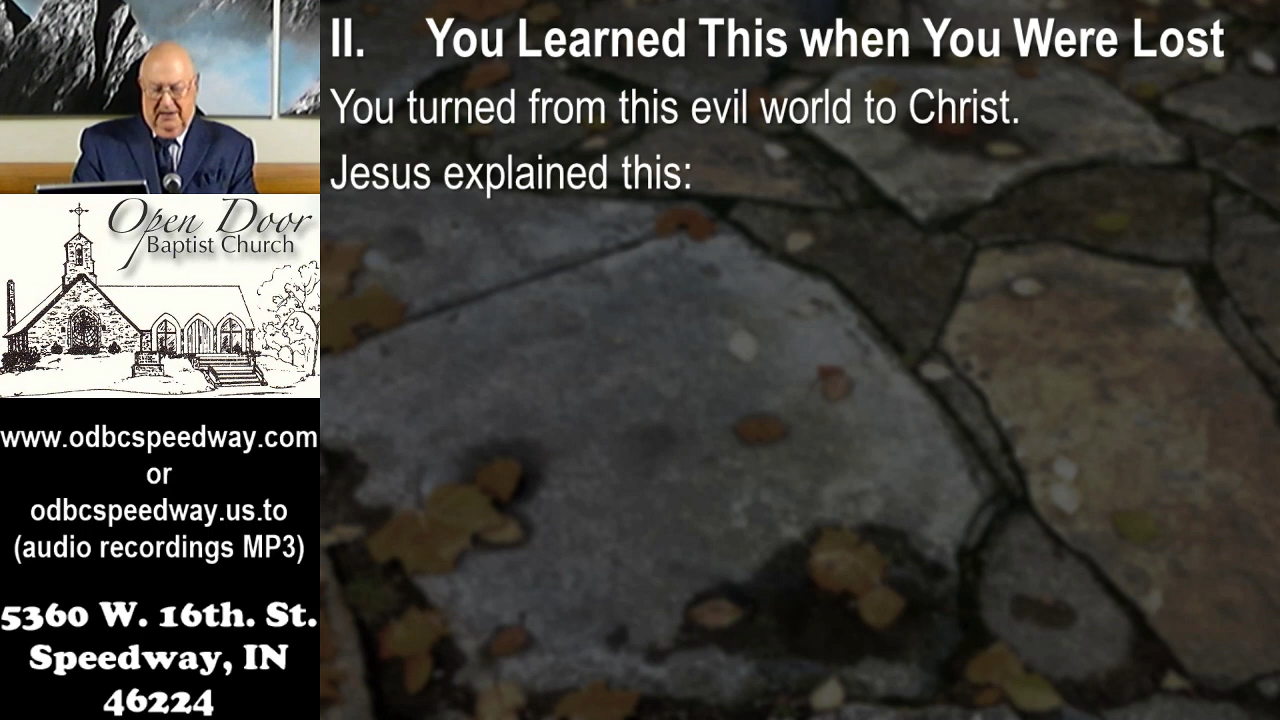 II. You Learned This when You Were Lost
You turned from this evil world to Christ.
Jesus explained this:
Open Door
Baptist Church
www.odbcspeedway.com
or
odbcspeedway.us.to
(audio recordings MP3)
5360 W. 16th. St.
Speedway, IN
46224